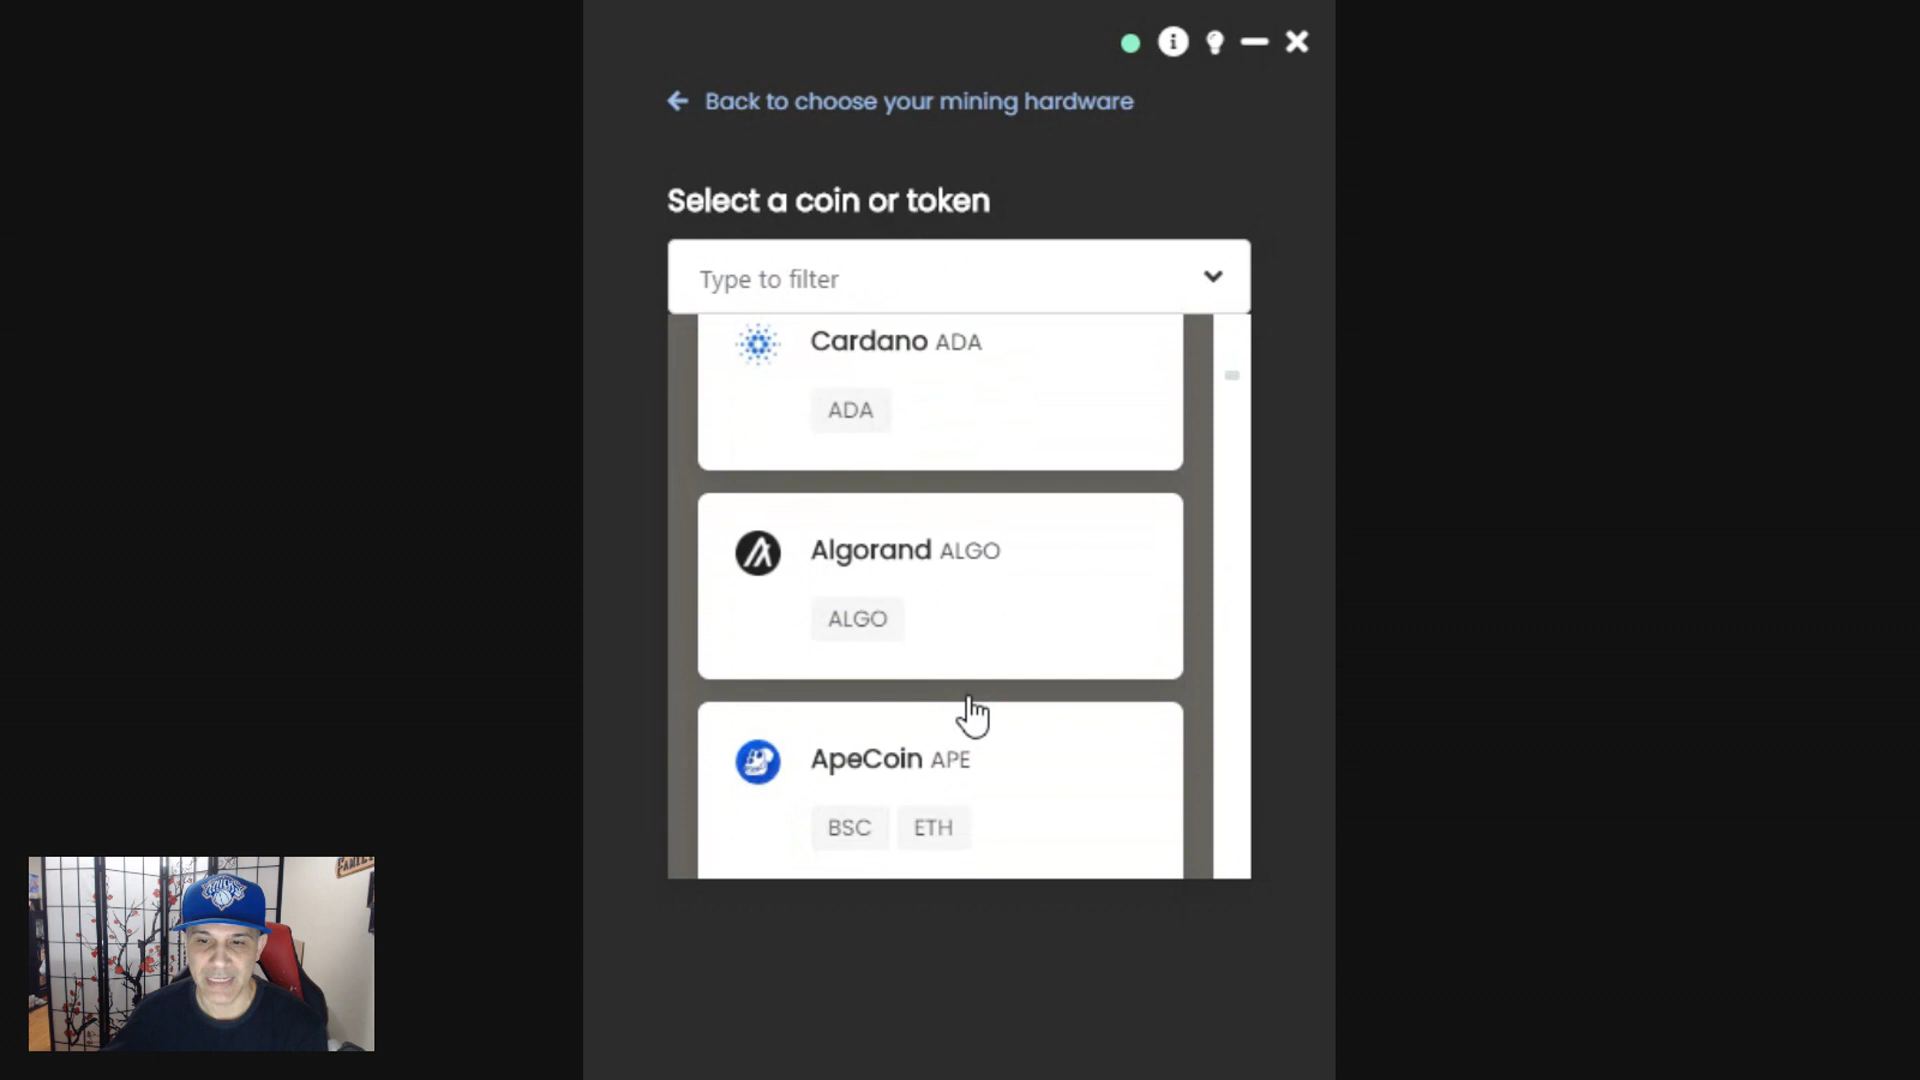 Back to choose your mining hardware
Select a coin or token
Type to filter
Cardano ADA
ADA
Algorand ALGO
ALGO
ApeCoin APE
BSC ETH
KNICKS